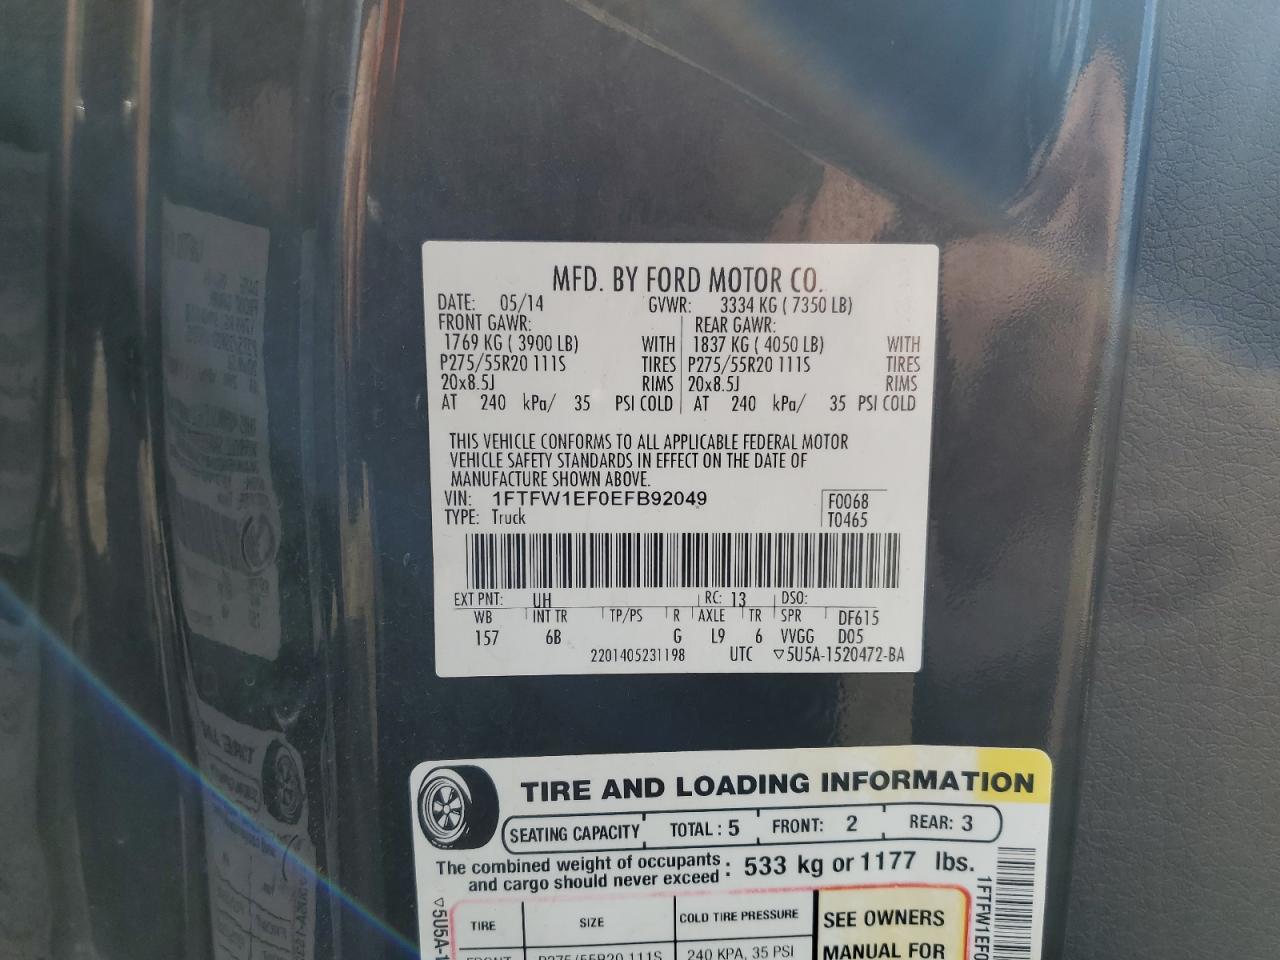 MFD. BY FORD MOTOR CO.
DATE: 05/14 GVWR: 3334 KG ( 7350 LB)
FRONT GAWR: REAR GAWR:
1769 KG ( 3900 LB) WITH 1837 KG ( 4050 LB) WITH
P275/55R20 111S TIRES P275/55R20 111S TIRES
20x8.5J RIMS 20x8.5J RIMS
AT 240 kPa/ 35 PSI COLD AT 240 kPa/ 35 PSI COLD
THIS VEHICLE CONFORMS TO ALL APPLICABLE FEDERAL MOTOR
VEHICLE SAFETY STANDARDS IN EFFECT ON THE DATE OF
MANUFACTURE SHOWN ABOVE.
VIN: 1FTFW1EF0EFB92049 F0068
TYPE: Truck T0465
EXT PNT: UH RC: 13 DSO:
WB INT TR TP/PS R AXLE TR SPR DF615
157 6B G L9 6 VVGG D05
2201405231198 UTC ▽5U5A-1520472-BA
TIRE AND LOADING INFORMATION
SEATING CAPACITY TOTAL : 5 FRONT: 2 REAR: 3
The combined weight of occupants
and cargo should never exceed : 533 kg or 1177 lbs.
TIRE SIZE COLD TIRE PRESSURE SEE OWNERS
FRONT P275/55R20 111S 240 KPA, 35 PSI MANUAL FOR
▽5U5A-1
1FTFW1EF0